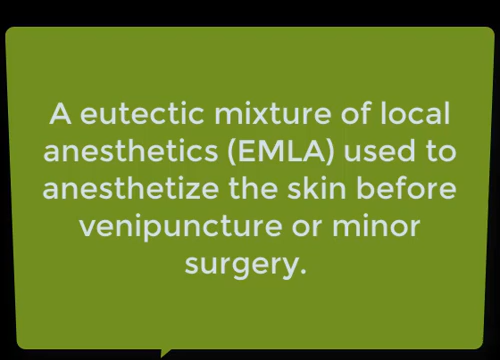 A eutectic mixture of local
anesthetics (EMLA) used to
anesthetize the skin before
venipuncture or minor
surgery.